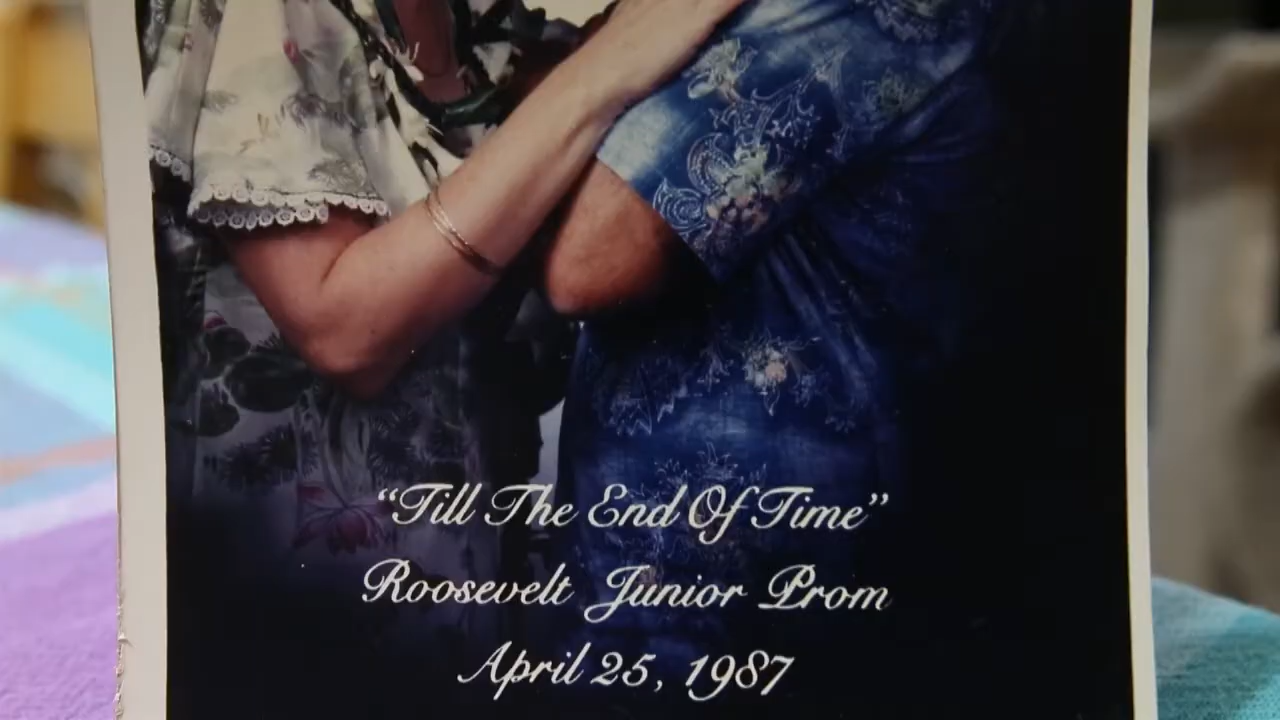 “Till The End Of Time”
Roosevelt Junior Prom
April 25, 1987